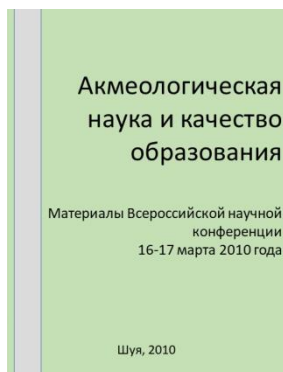 Акмеологическая
наука и качество
образования
Материалы Всероссийской научной
конференции
16-17 марта 2010 года
Шуя, 2010